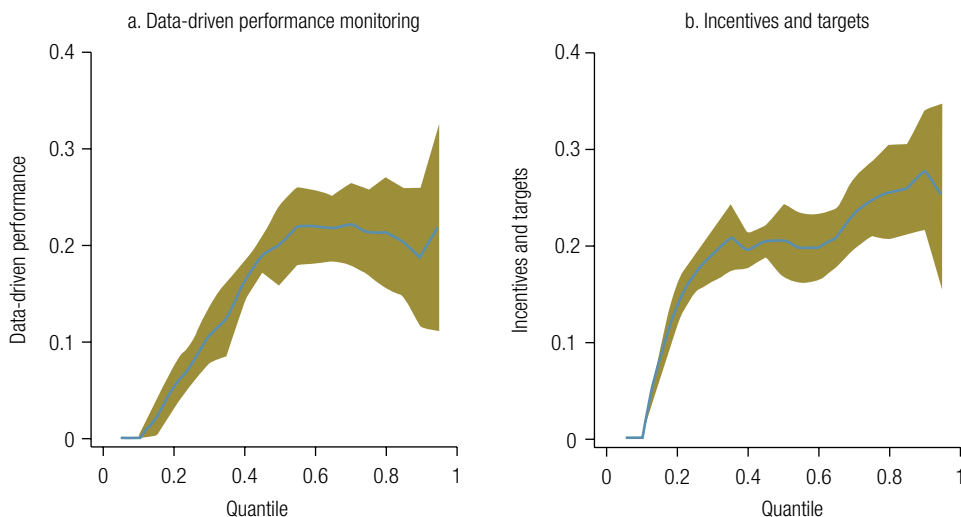 a. Data-driven performance monitoring
0.4
0.3
0.2
0.1
0
Data-driven performance
0 0.2 0.4 0.6 0.8 1
Quantile
b. Incentives and targets
0.4
0.3
0.2
0.1
0
Incentives and targets
0 0.2 0.4 0.6 0.8 1
Quantile